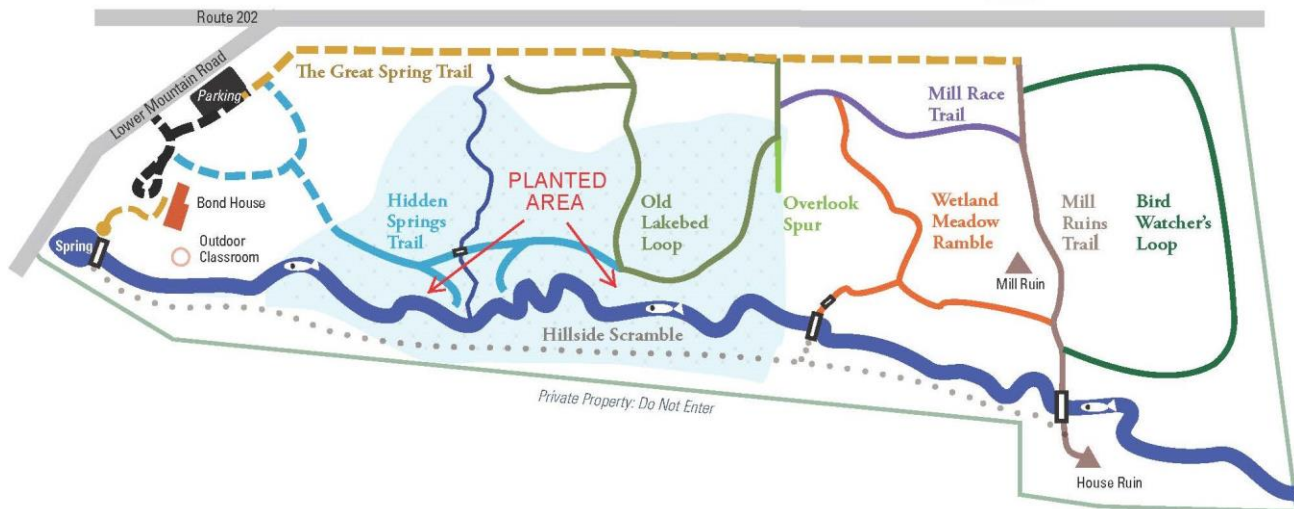 Route 202
Lower Mountain Road
Parking
The Great Spring Trail
Mill Race
Trail
Hidden
Springs
Trail
PLANTED
AREA
Old
Lakebed
Loop
Overlook
Spur
Wetland
Meadow
Ramble
Mill
Ruins
Trail
Bird
Watcher's
Loop
Bond House
Outdoor
Classroom
Spring
Mill Ruin
Hillside Scramble
Private Property: Do Not Enter
House Ruin